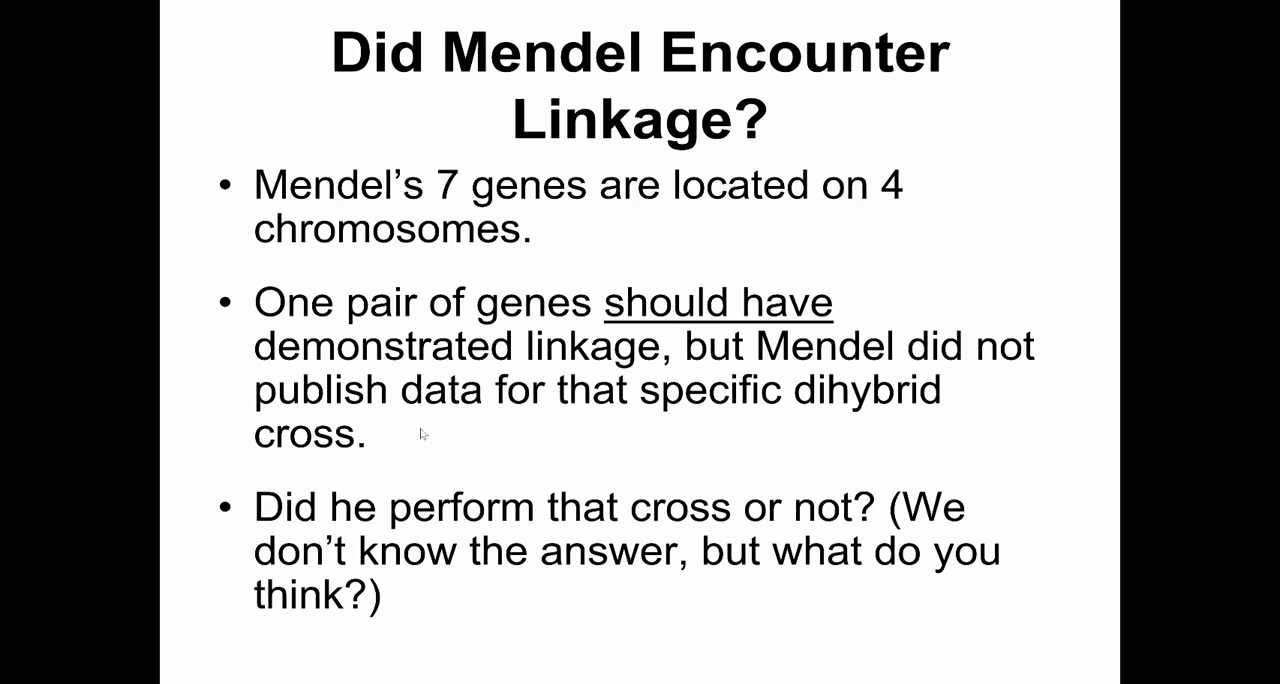 Did Mendel Encounter
Linkage?
• Mendel’s 7 genes are located on 4
chromosomes.
• One pair of genes should have
demonstrated linkage, but Mendel did not
publish data for that specific dihybrid
cross.
• Did he perform that cross or not? (We
don’t know the answer, but what do you
think?)